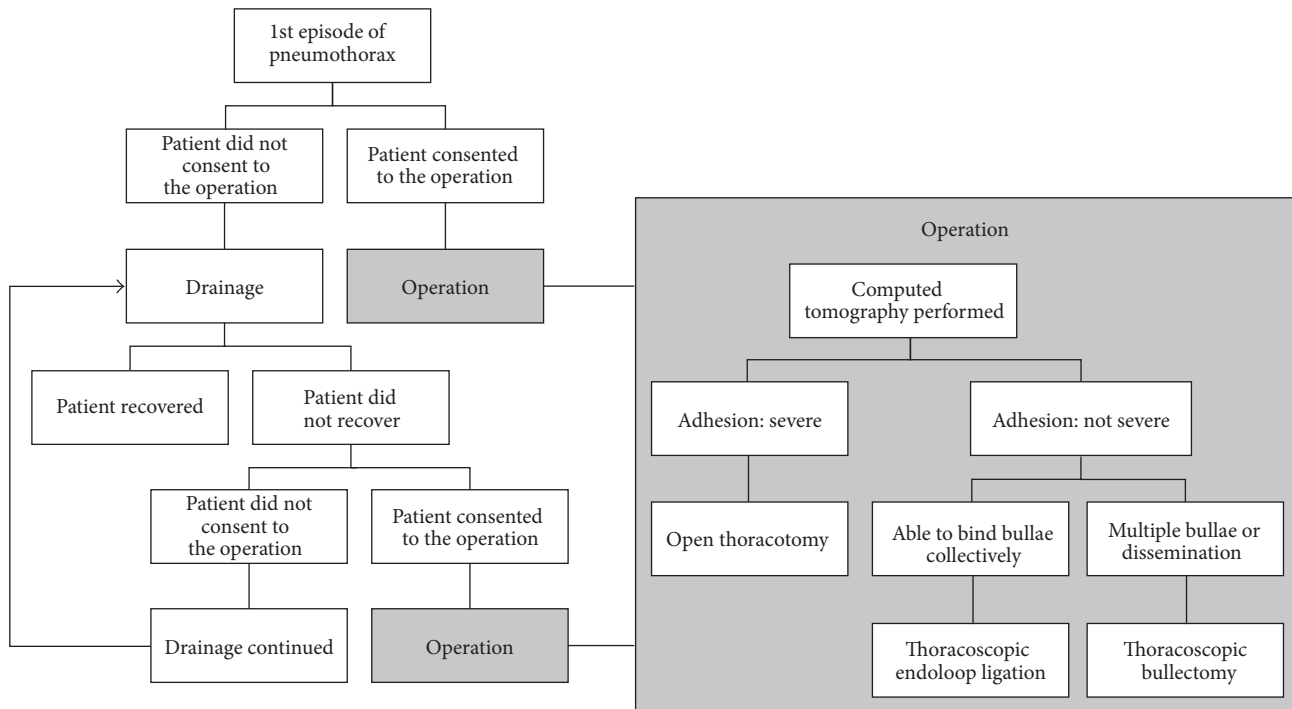 1st episode of
pneumothorax
Patient did not
consent to
the operation
Patient consented
to the operation
Drainage
Operation
Patient recovered
Patient did
not recover
Patient did not
consent to
the operation
Patient consented
to the operation
Drainage continued
Operation
Operation
Computed
tomography performed
Adhesion: severe
Adhesion: not severe
Open thoracotomy
Able to bind bullae
collectively
Multiple bullae or
dissemination
Thoracoscopic
endoloop ligation
Thoracoscopic
bullectomy